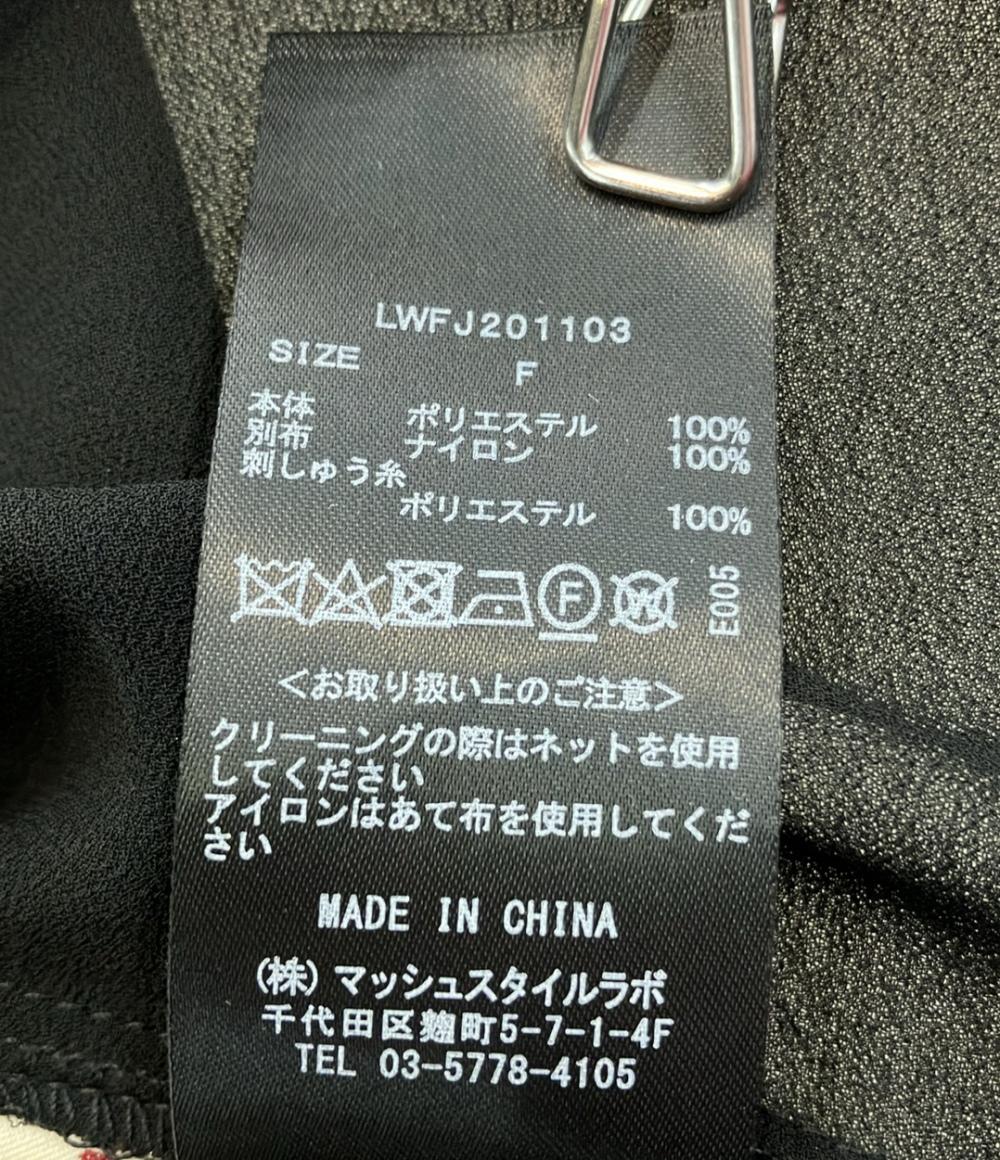 LWFJ201103
SIZE F
本体 ポリエステル 100%
別布 ナイロン 100%
刺しゅう糸
ポリエステル 100%
F W E005
<お取り扱い上のご注意>
クリーニングの際はネットを使用
してください
アイロンはあて布を使用してくだ
さい
MADE IN CHINA
(株)マッシュスタイルラボ
千代田区麹町5-7-1-4F
TEL 03-5778-4105